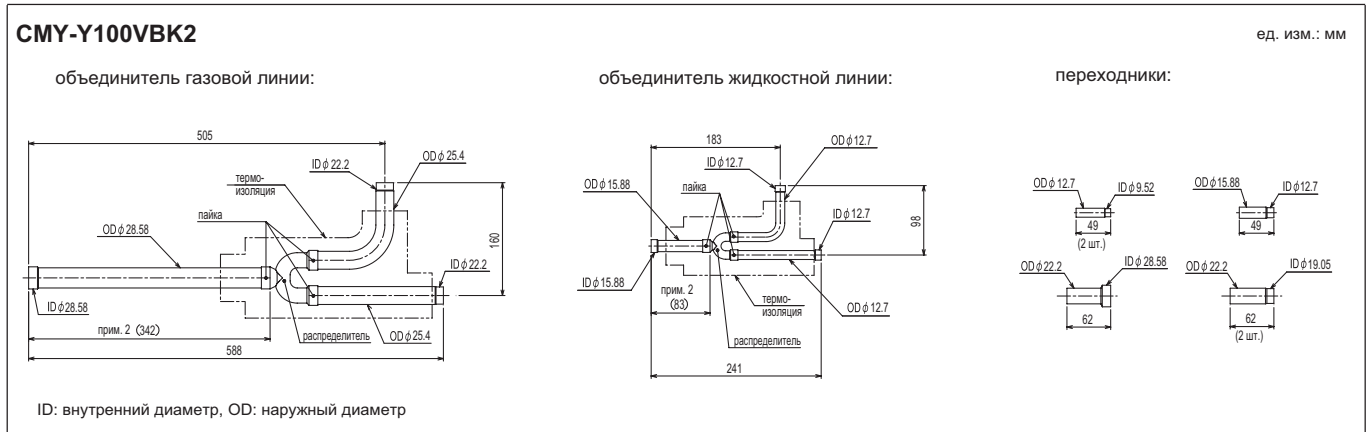 CMY-Y100VBK2
ед. изм.: мм
объединитель газовой линии:
505
ID ϕ 22.2
OD ϕ 25.4
термо-
изоляция
пайка
OD ϕ 28.58
160
ID ϕ 22.2
ID ϕ 28.58
прим. 2 (342)
распределитель
OD ϕ 25.4
588
объединитель жидкостной линии:
183
OD ϕ 12.7
ID ϕ 12.7
OD ϕ 15.88
пайка
ID ϕ 12.7
98
ID ϕ 15.88
прим. 2
(83)
термо-
изоляция
OD ϕ 12.7
распределитель
241
переходники:
OD ϕ 12.7
ID ϕ 9.52
49
(2 шт.)
OD ϕ 15.88
ID ϕ 12.7
49
OD ϕ 22.2
ID ϕ 28.58
62
OD ϕ 22.2
ID ϕ 19.05
62
(2 шт.)
ID: внутренний диаметр, OD: наружный диаметр